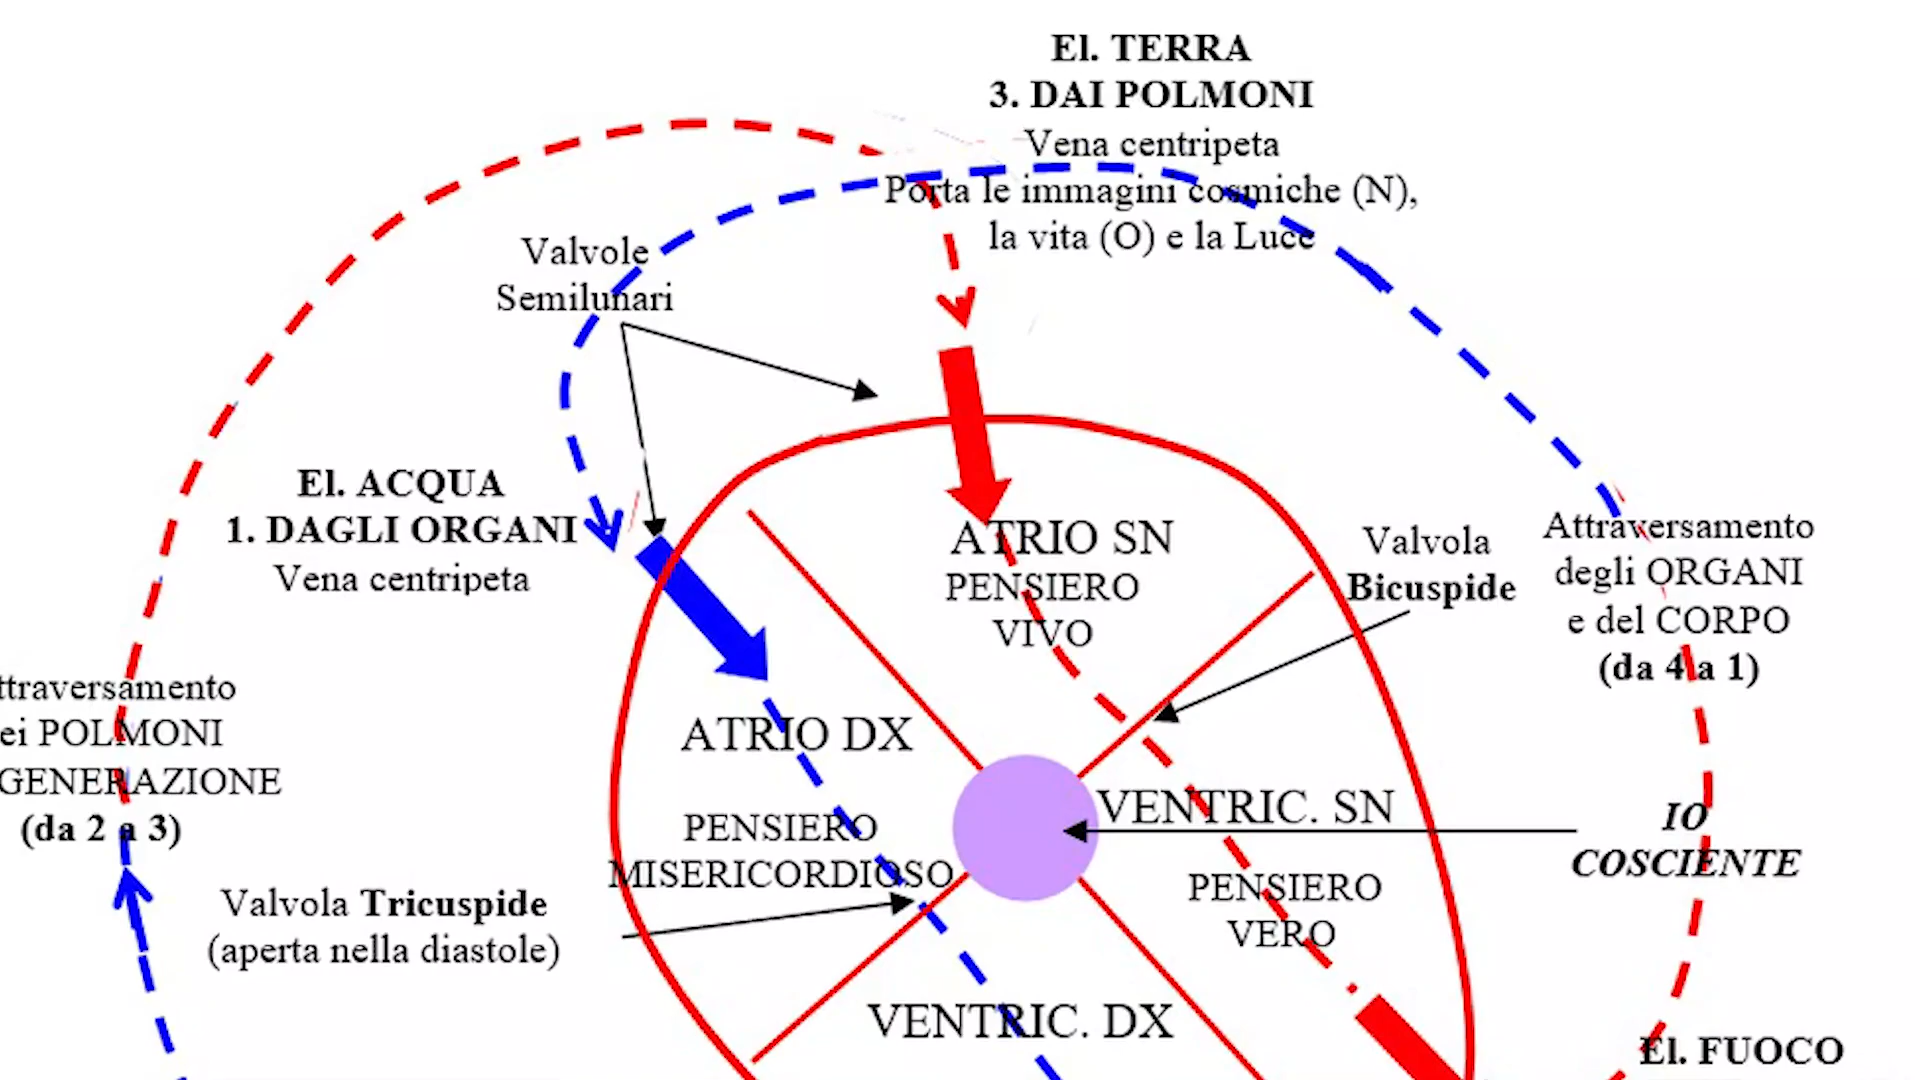 El. TERRA
3. DAI POLMONI
Vena centripeta
Porta le immagini cosmiche (N),
la vita (O) e la Luce
Valvole
Semilunari
El. ACQUA
1. DAGLI ORGANI
Vena centripeta
ATRIO SN
PENSIERO
VIVO
Valvola
Bicuspide
Attraversamento
degli ORGANI
e del CORPO
(da 4 a 1)
ttraversamento
ei POLMONI
GENERAZIONE
(da 2 a 3)
ATRIO DX
PENSIERO
MISERICORDIOSO
VENTRIC. SN
PENSIERO
VERO
IO
COSCIENTE
Valvola Tricuspide
(aperta nella diastole)
VENTRIC. DX
El. FUOCO